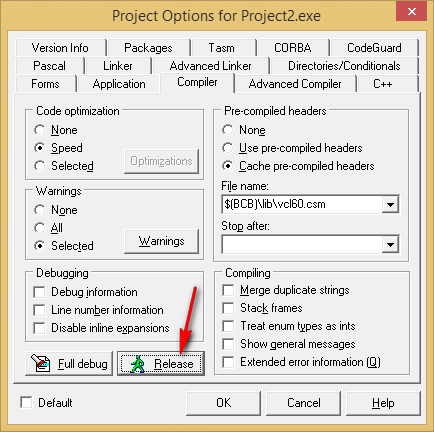 Project Options for Project2.exe
Version Info
Packages
Tasm
CORBA
CodeGuard
Pascal
Linker
Advanced Linker
Directories/Conditionals
Forms
Application
Compiler
Advanced Compiler
C++
Code optimization
None
Speed
Selected
Optimizations
Warnings
None
All
Selected
Warnings
Debugging
Debug information
Line number information
Disable inline expansions
Full debug
Release
Pre-compiled headers
None
Use pre-compiled headers
Cache pre-compiled headers
File name:
$(BCB)\lib\vcl60.csm
Stop after:
Compiling
Merge duplicate strings
Stack frames
Treat enum types as ints
Show general messages
Extended error information (Q)
Default
OK
Cancel
Help